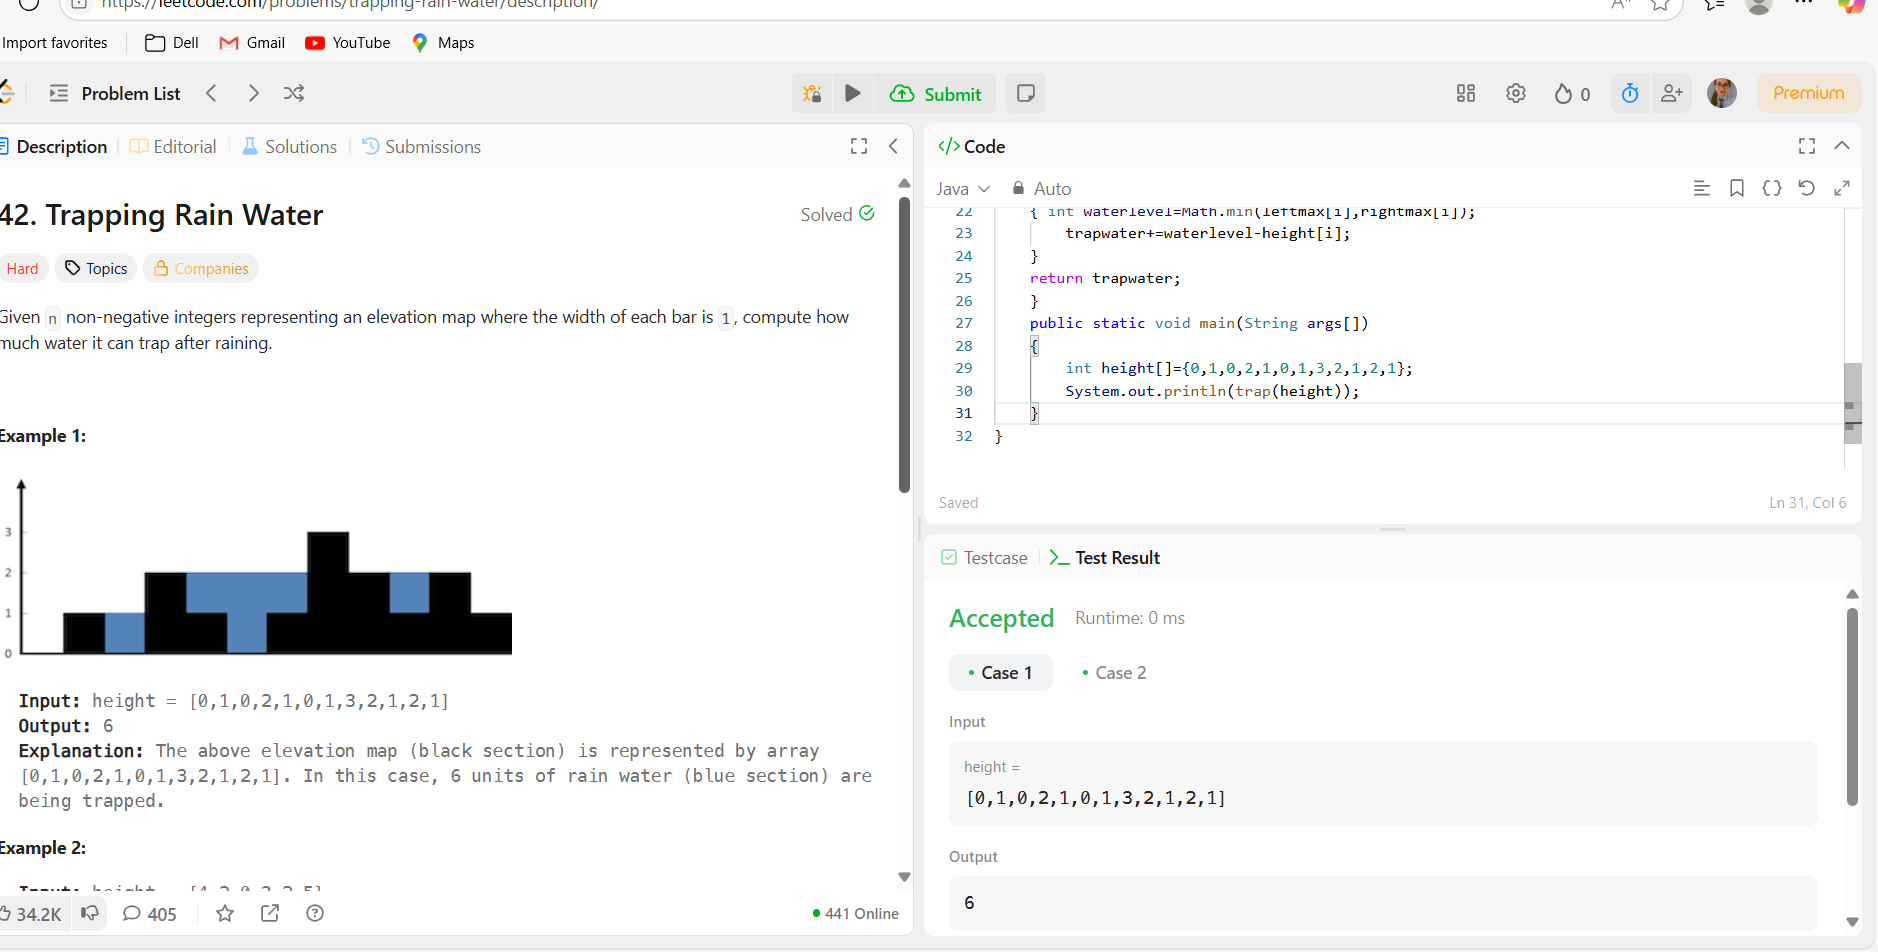 https://leetcode.com/problems/trapping-rain-water/description/
Import favorites
Dell
Gmail
YouTube
Maps
Problem List
Submit
0
Premium
Description
Editorial
Solutions
Submissions
42. Trapping Rain Water
Solved
Hard
Topics
Companies
Given n non-negative integers representing an elevation map where the width of each bar is 1, compute how
much water it can trap after raining.
Example 1:
3
2
1
0
Input: height = [0,1,0,2,1,0,1,3,2,1,2,1]
Output: 6
Explanation: The above elevation map (black section) is represented by array
[0,1,0,2,1,0,1,3,2,1,2,1]. In this case, 6 units of rain water (blue section) are
being trapped.
Example 2:
Input: height = [4,2,0,3,2,5]
34.2K
405
441 Online
Code
Java
Auto
22 { int waterlevel=Math.min(leftmax[i],rightmax[i]);
23 trapwater+=waterlevel-height[i];
24 }
25 return trapwater;
26 }
27 public static void main(String args[])
28 {
29 int height[]={0,1,0,2,1,0,1,3,2,1,2,1};
30 System.out.println(trap(height));
31 }
32 }
Saved
Ln 31, Col 6
Testcase
Test Result
Accepted
Runtime: 0 ms
Case 1
Case 2
Input
height =
[0,1,0,2,1,0,1,3,2,1,2,1]
Output
6